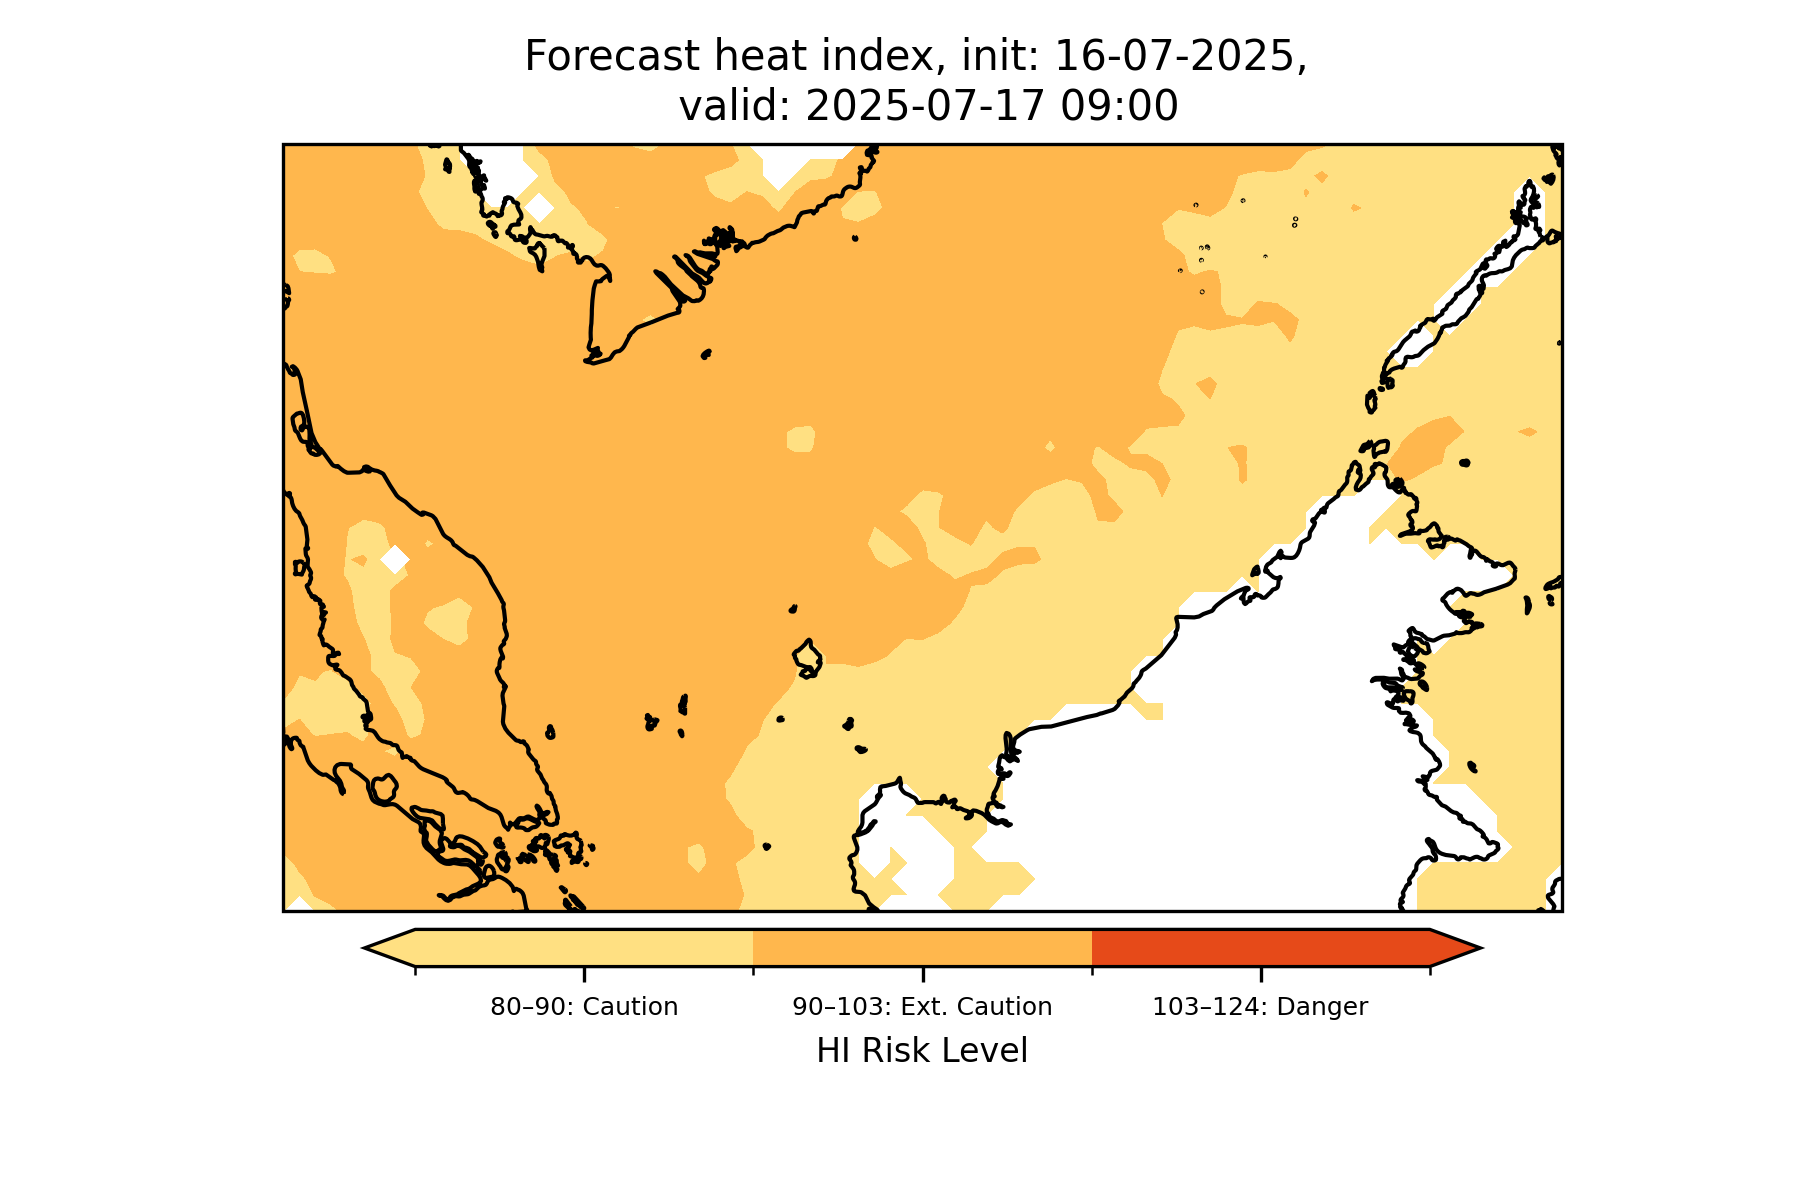 Forecast heat index, init: 16-07-2025,
valid: 2025-07-17 09:00
80–90: Caution
90–103: Ext. Caution
103–124: Danger
HI Risk Level